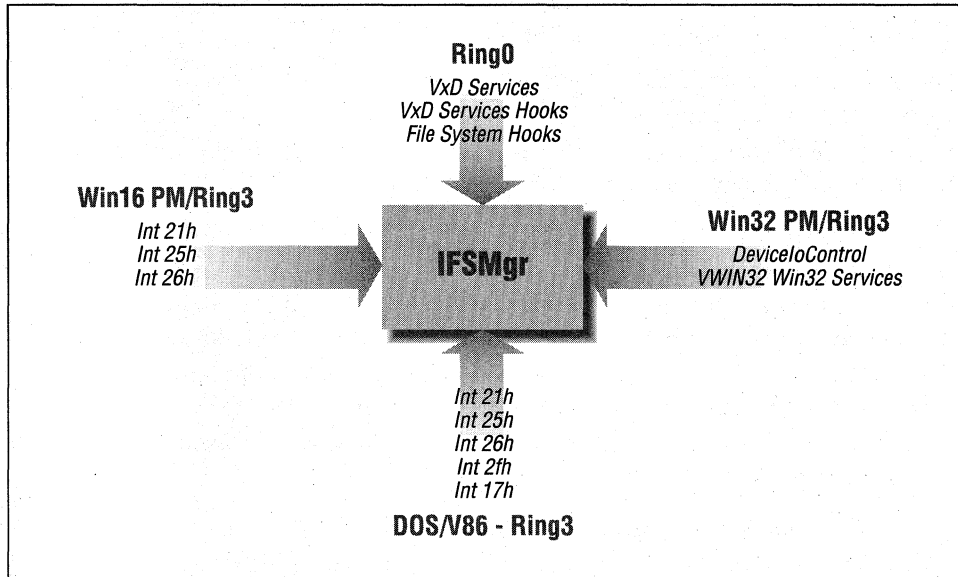 Ring0
VxD Services
VxD Services Hooks
File System Hooks
Win16 PM/Ring3
Int 21h
Int 25h
Int 26h
IFSMgr
Win32 PM/Ring3
DeviceIoControl
VWIN32 Win32 Services
Int 21h
Int 25h
Int 26h
Int 2fh
Int 17h
DOS/V86 - Ring3